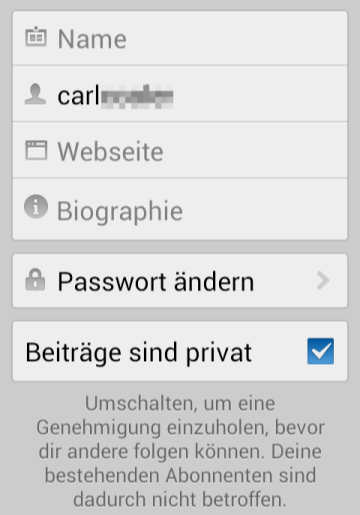 Name
carl
Webseite
Biographie
Passwort ändern
Beiträge sind privat
Umschalten, um eine
Genehmigung einzuholen, bevor
dir andere folgen können. Deine
bestehenden Abonnenten sind
dadurch nicht betroffen.